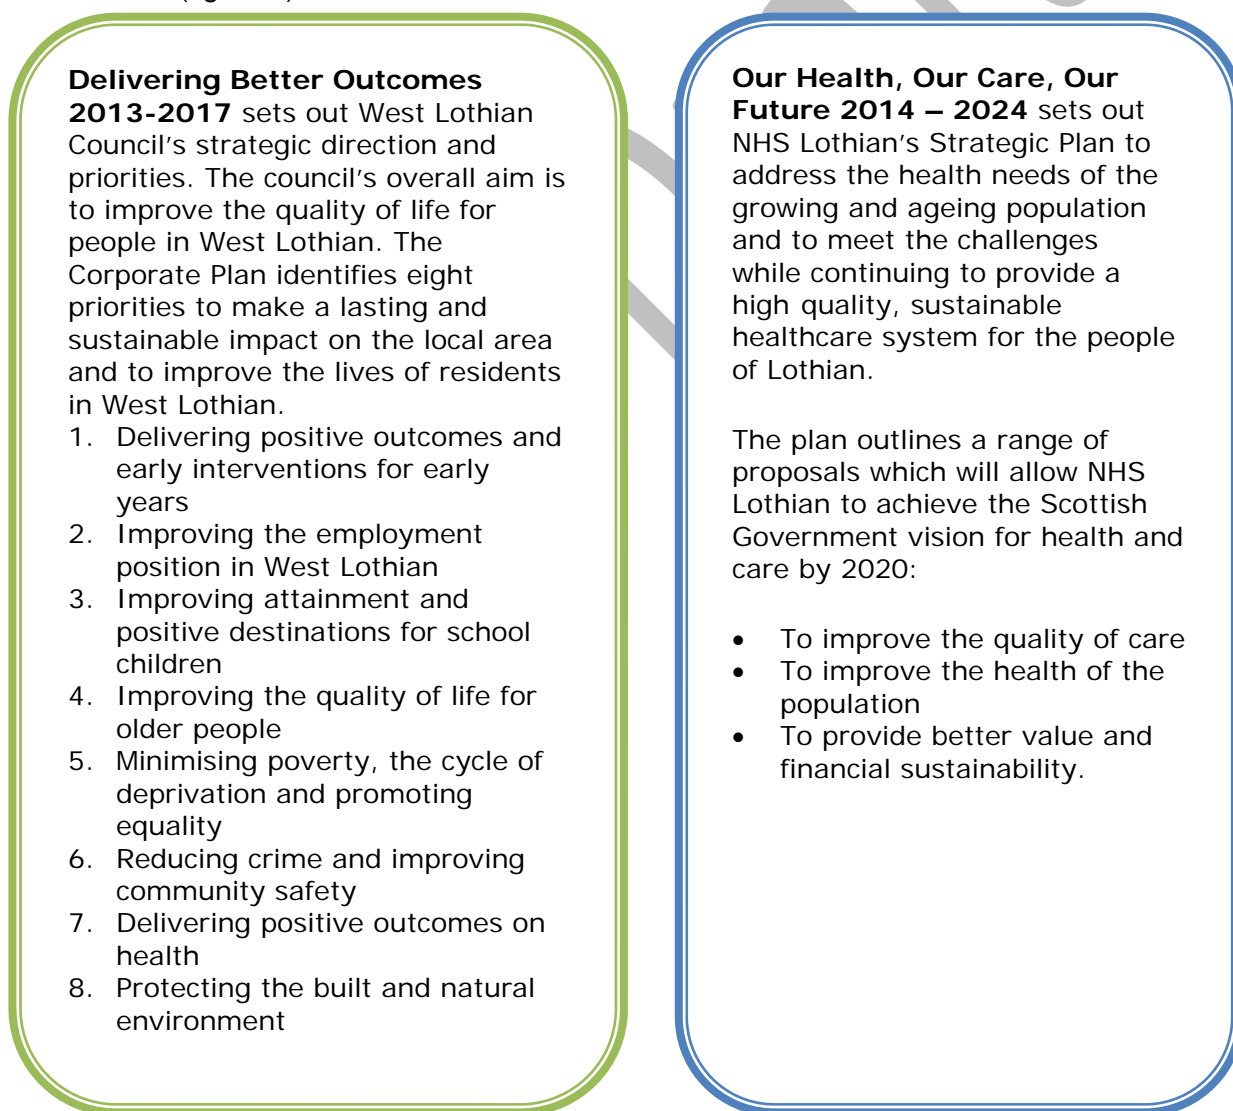 Delivering Better Outcomes
2013-2017 sets out West Lothian
Council’s strategic direction and
priorities. The council’s overall aim is
to improve the quality of life for
people in West Lothian. The
Corporate Plan identifies eight
priorities to make a lasting and
sustainable impact on the local area
and to improve the lives of residents
in West Lothian.
1. Delivering positive outcomes and
early interventions for early
years
2. Improving the employment
position in West Lothian
3. Improving attainment and
positive destinations for school
children
4. Improving the quality of life for
older people
5. Minimising poverty, the cycle of
deprivation and promoting
equality
6. Reducing crime and improving
community safety
7. Delivering positive outcomes on
health
8. Protecting the built and natural
environment
Our Health, Our Care, Our
Future 2014 – 2024 sets out
NHS Lothian’s Strategic Plan to
address the health needs of the
growing and ageing population
and to meet the challenges
while continuing to provide a
high quality, sustainable
healthcare system for the people
of Lothian.
The plan outlines a range of
proposals which will allow NHS
Lothian to achieve the Scottish
Government vision for health and
care by 2020:
• To improve the quality of care
• To improve the health of the
population
• To provide better value and
financial sustainability.